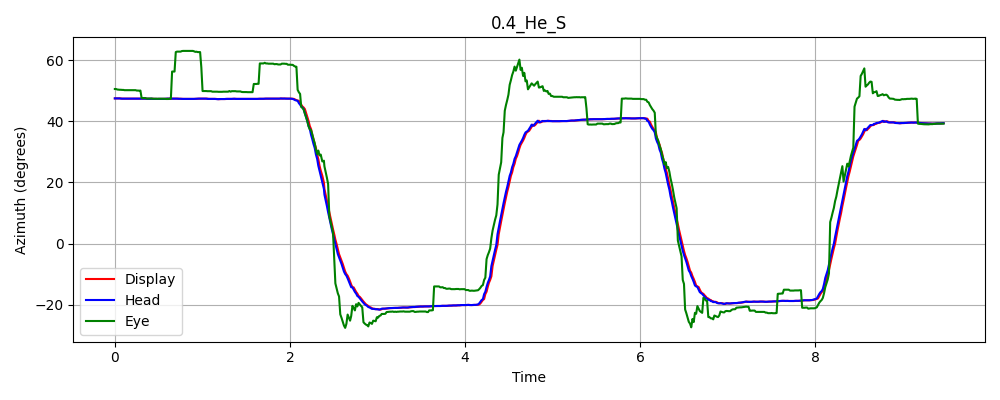 0.4_He_S
60
40
20
0
−20
Azimuth (degrees)
Display
Head
Eye
0 2 4 6 8
Time